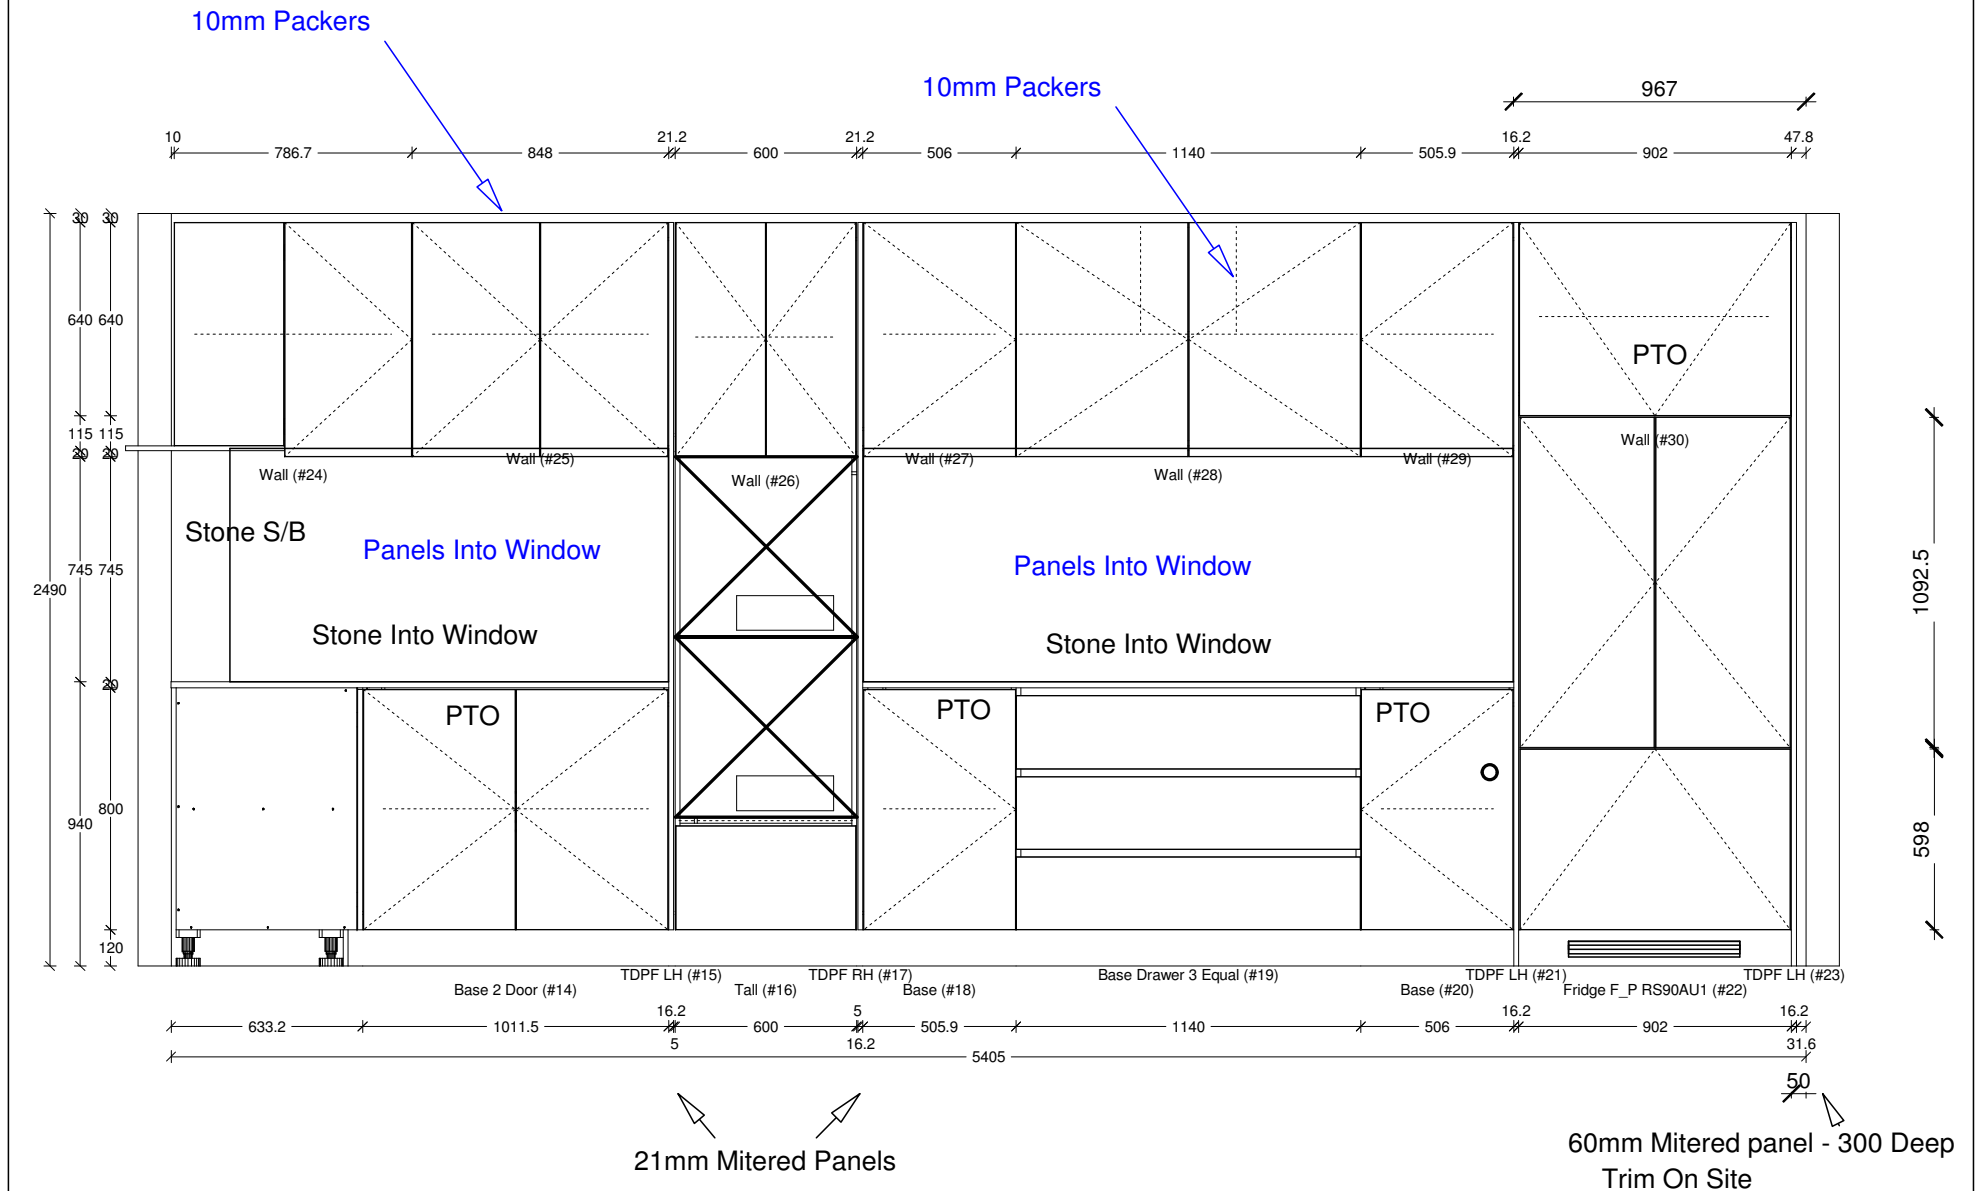 10mm Packers
10mm Packers
967
10
21.2
21.2
16.2
47.8
786.7
848
600
506
1140
505.9
902
30 30
640 640
PTO
115 115
20 20
Wall (#30)
Wall (#25)
Wall (#27)
Wall (#29)
Wall (#24)
Wall (#26)
Wall (#28)
Stone S/B
Panels Into Window
Panels Into Window
745 745
2490
1092.5
Stone Into Window
Stone Into Window
20
PTO
PTO
PTO
800
940
598
120
TDPF LH (#15)
TDPF RH (#17)
Base Drawer 3 Equal (#19)
TDPF LH (#21)
TDPF LH (#23)
Base 2 Door (#14)
Tall (#16)
Base (#18)
Base (#20)
Fridge F_P RS90AU1 (#22)
16.2
5
16.2
16.2
633.2
1011.5
600
505.9
1140
506
902
5
16.2
31.6
5405
50
21mm Mitered Panels
60mm Mitered panel - 300 Deep
Trim On Site